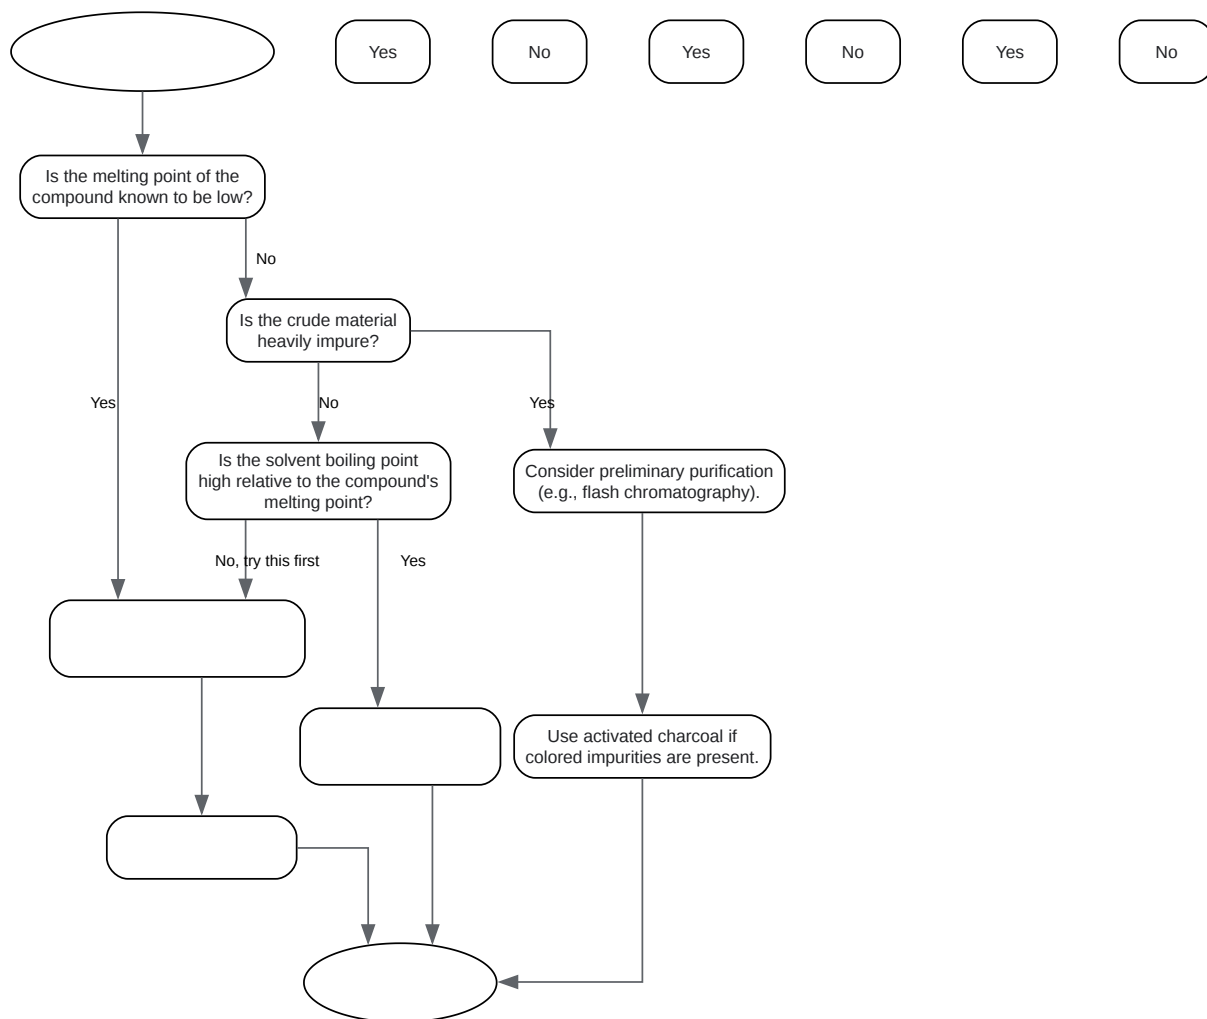 Yes
No
Yes
No
Yes
No
Is the melting point of the
compound known to be low?
No
Is the crude material
heavily impure?
Yes
No
Yes
Is the solvent boiling point
high relative to the compound's
melting point?
Consider preliminary purification
(e.g., flash chromatography).
No, try this first
Yes
Use activated charcoal if
colored impurities are present.